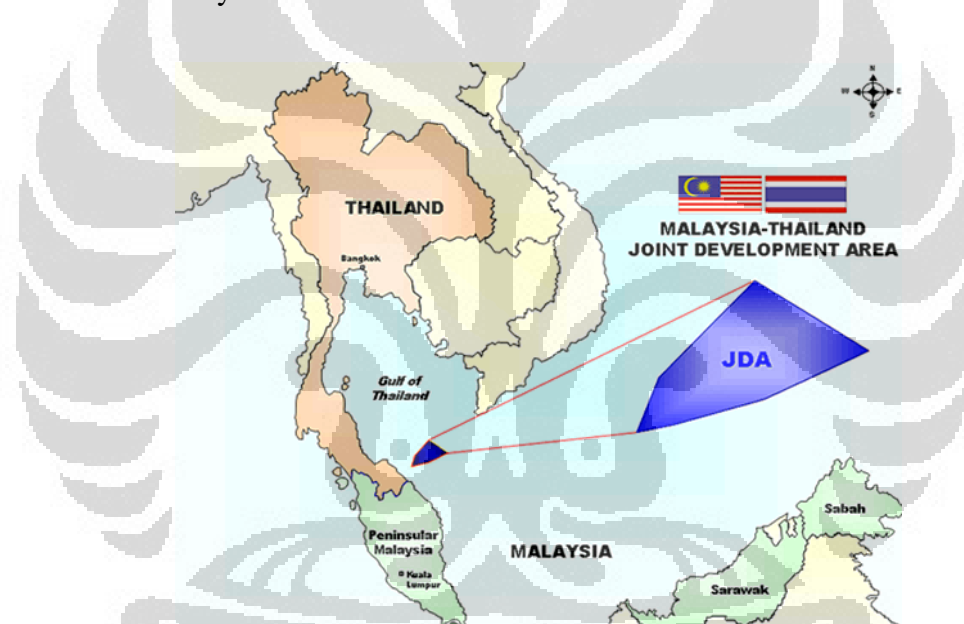 N
W E
S
THAILAND
MALAYSIA-THAILAND
JOINT DEVELOPMENT AREA
Bangkok
JDA
Gulf of
Thailand
Sabah
Peninsular
Malaysia
MALAYSIA
Kuala
Lumpur
Sarawak